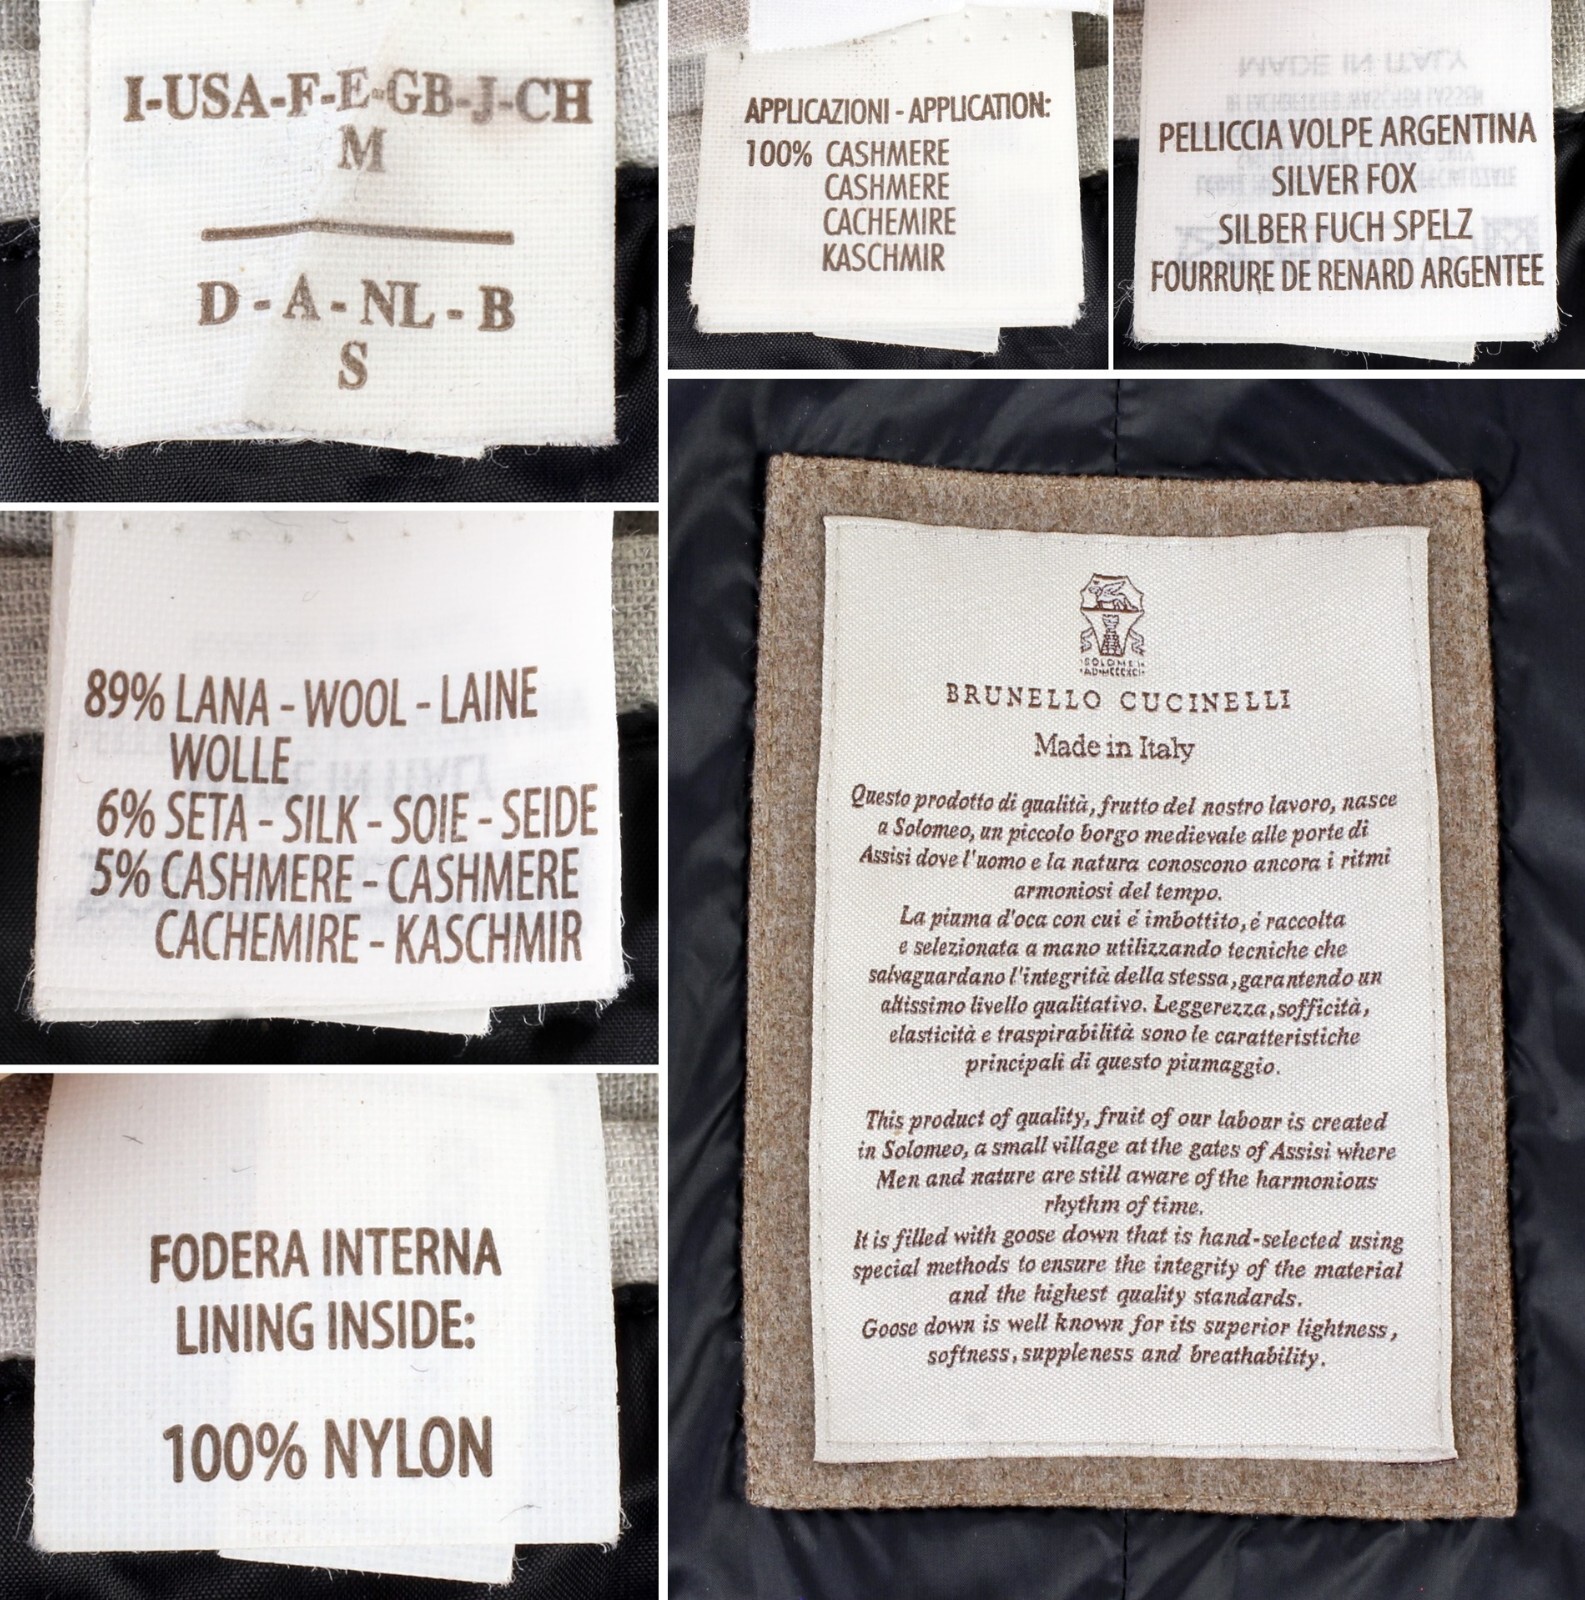 I-USA-F-E-GB-J-CH
M
D - A - NL - B
S
APPLICAZIONI - APPLICATION:
100% CASHMERE
CASHMERE
CACHEMIRE
KASCHMIR
MADE IN ITALY
PELLICCIA VOLPE ARGENTINA
SILVER FOX
SILBER FUCH SPELZ
FOURRURE DE RENARD ARGENTEE
89% LANA - WOOL - LAINE
WOLLE
6% SETA - SILK - SOIE - SEIDE
5% CASHMERE - CASHMERE
CACHEMIRE - KASCHMIR
FODERA INTERNA
LINING INSIDE:
100% NYLON
BRUNELLO CUCINELLI
Made in Italy
Questo prodotto di qualità, frutto del nostro lavoro, nasce
a Solomeo, un piccolo borgo medievale alle porte di
Assisi dove l'uomo e la natura conoscono ancora i ritmi
armoniosi del tempo.
La piuma d'oca con cui é imbottito, é raccolta
e selezionata a mano utilizzando tecniche che
salvaguardano l'integrità della stessa, garantendo un
altissimo livello qualitativo. Leggerezza, sofficità,
elasticità e traspirabilità sono le caratteristiche
principali di questo piumaggio.
This product of quality, fruit of our labour is created
in Solomeo, a small village at the gates of Assisi where
Men and nature are still aware of the harmonious
rhythm of time.
It is filled with goose down that is hand-selected using
special methods to ensure the integrity of the material
and the highest quality standards.
Goose down is well known for its superior lightness,
softness, suppleness and breathability.